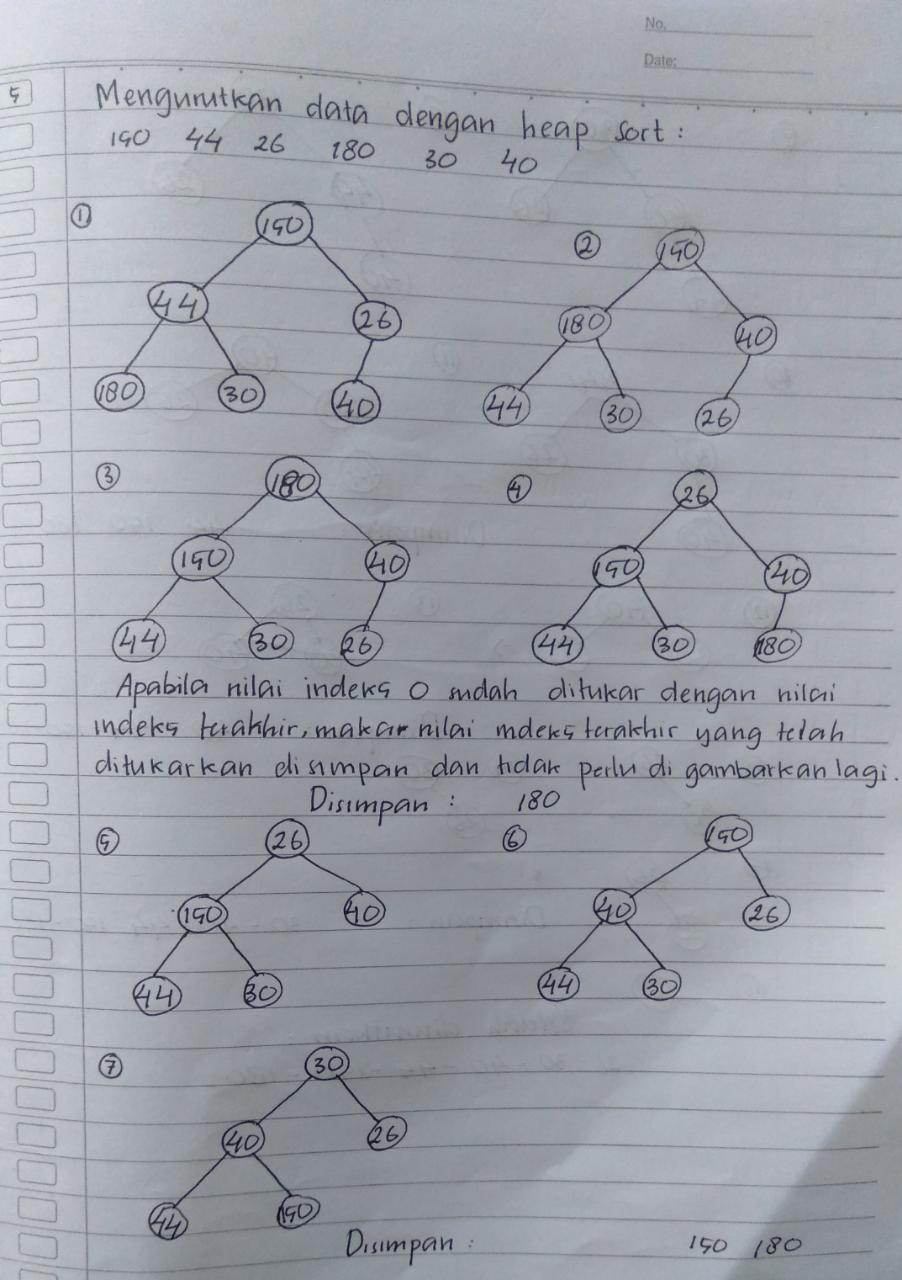 No.
Date:
5
Mengurutkan data dengan heap sort :
150 44 26 180 30 40
1
150
44 26
180 30 40
2
150
180 40
44 30 26
3
180
150 40
44 30 26
4
26
150 40
44 30 180
Apabila nilai indeks 0 sudah ditukar dengan nilai
indeks terakhir, maka nilai indeks terakhir yang telah
ditukarkan disimpan dan tidak perlu di gambarkan lagi.
Disimpan : 180
5
26
150 40
44 30
6
150
40 26
44 30
7
30
40 26
44 150
Disimpan : 150 180